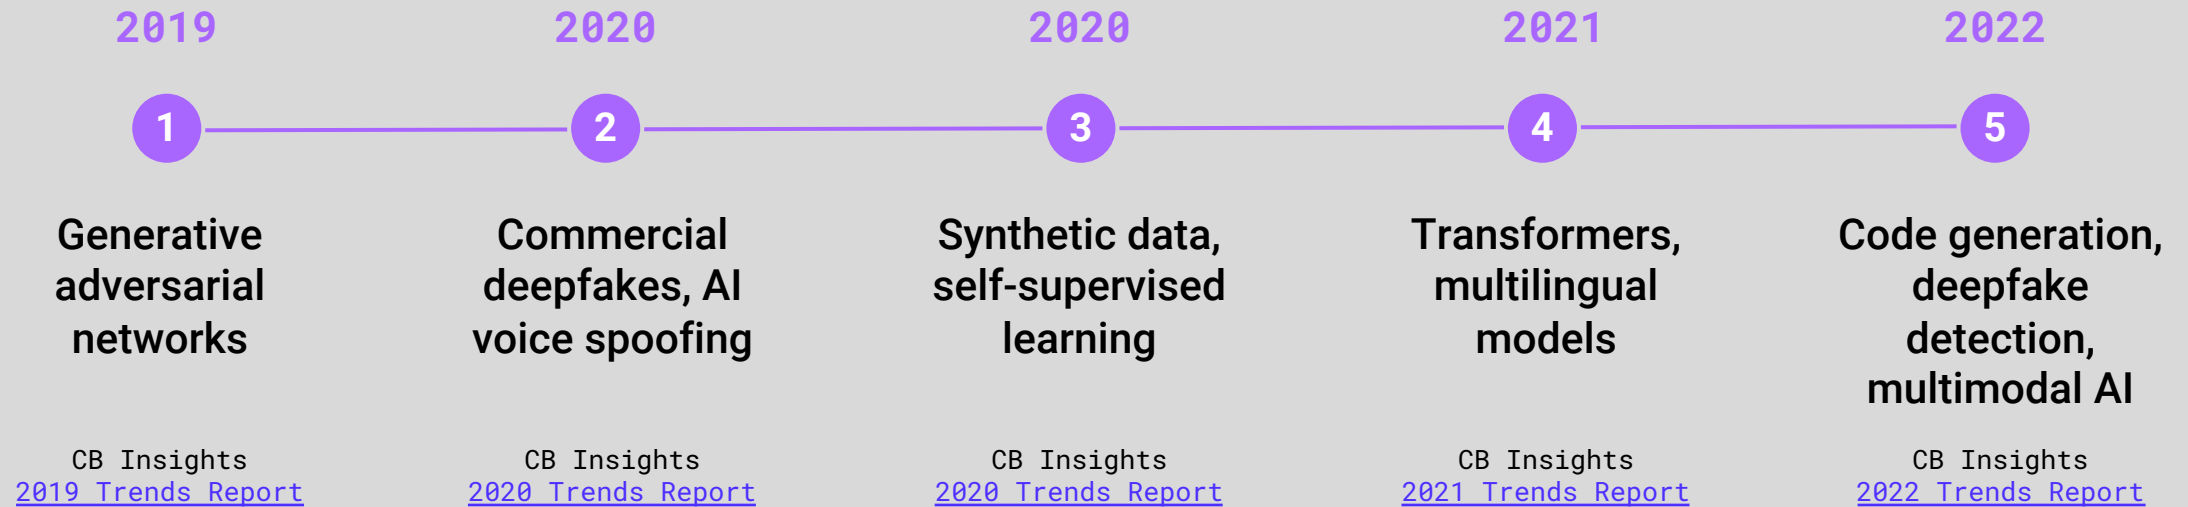 2019
1
Generative
adversarial
networks
CB Insights
2019 Trends Report
2020
2
Commercial
deepfakes, AI
voice spoofing
CB Insights
2020 Trends Report
2020
3
Synthetic data,
self-supervised
learning
CB Insights
2020 Trends Report
2021
4
Transformers,
multilingual
models
CB Insights
2021 Trends Report
2022
5
Code generation,
deepfake
detection,
multimodal AI
CB Insights
2022 Trends Report